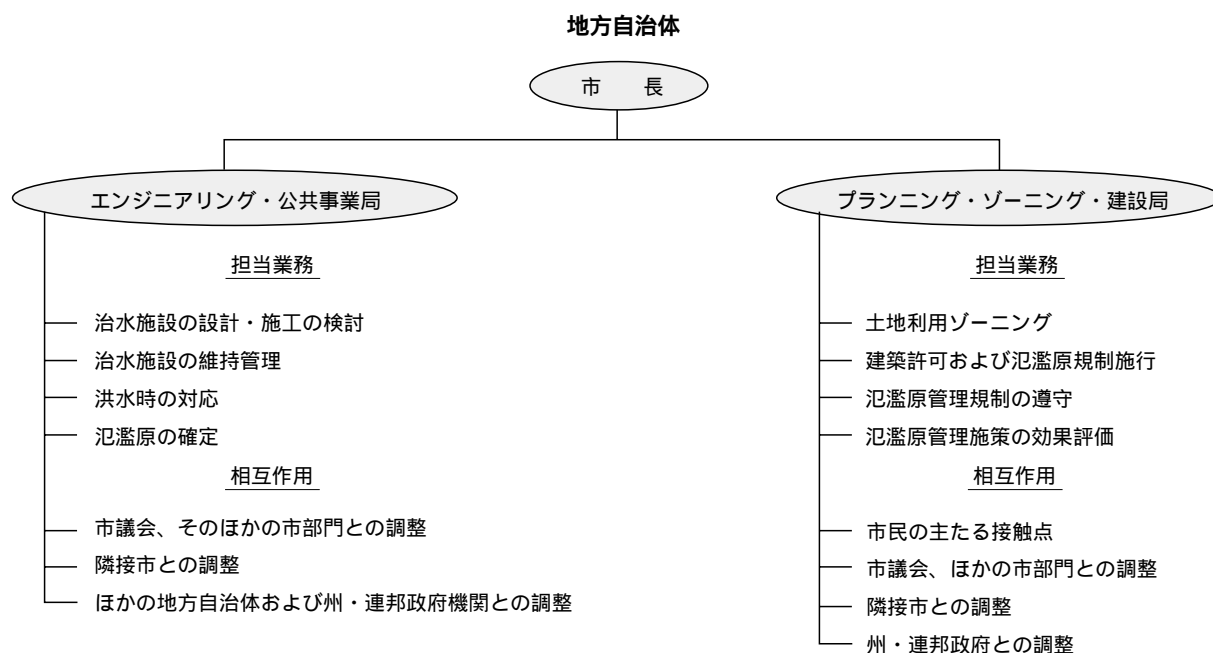 地方自治体
市　　長
エンジニアリング・公共事業局
担当業務
治水施設の設計・施工の検討
治水施設の維持管理
洪水時の対応
氾濫原の確定
相互作用
市議会、そのほかの市部門との調整
隣接市との調整
ほかの地方自治体および州・連邦政府機関との調整
プランニング・ゾーニング・建設局
担当業務
土地利用ゾーニング
建築許可および氾濫原規制施行
氾濫原管理規制の遵守
氾濫原管理施策の効果評価
相互作用
市民の主たる接触点
市議会、ほかの市部門との調整
隣接市との調整
州・連邦政府との調整